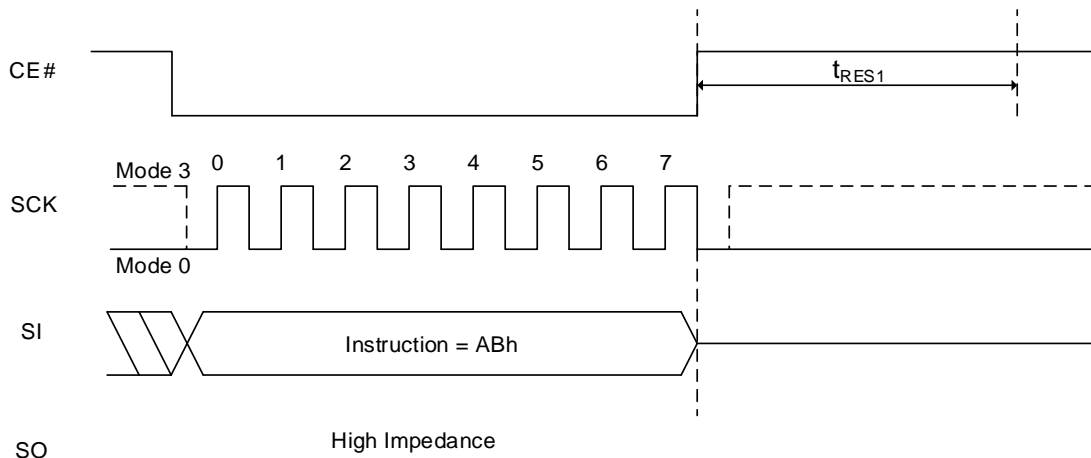 CE#
tRES1
Mode 3
0 1 2 3 4 5 6 7
SCK
Mode 0
SI
Instruction = ABh
High Impedance
SO